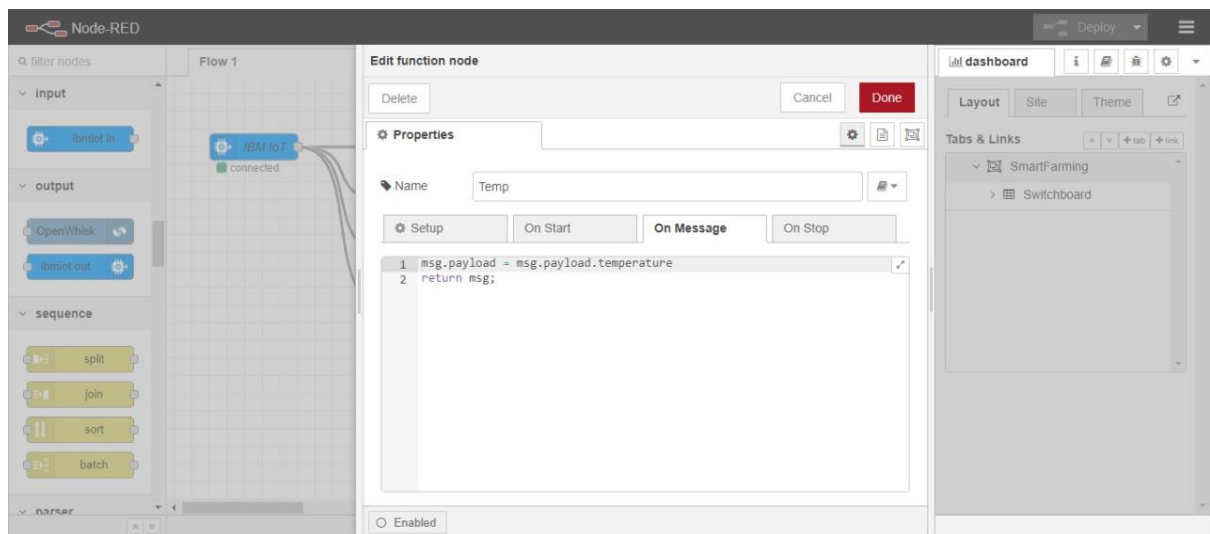 Node-RED
Deploy
filter nodes
Flow 1
Edit function node
dashboard
i
input
Delete
Cancel
Done
Layout
Site
Theme
ibmiot in
IBM IoT
Properties
Tabs & Links
+ tab
+ link
connected
SmartFarming
output
Name
Temp
Switchboard
OpenWhisk
Setup
On Start
On Message
On Stop
ibmiot out
1 msg.payload = msg.payload.temperature
2 return msg;
sequence
split
join
sort
batch
parser
Enabled